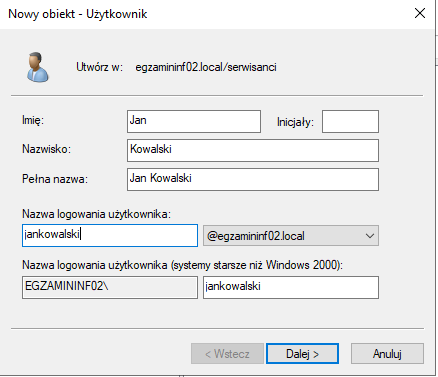 Nowy obiekt - Użytkownik
Utwórz w: egzamininf02.local/serwisanci
Imię: Jan Inicjały:
Nazwisko: Kowalski
Pełna nazwa: Jan Kowalski
Nazwa logowania użytkownika:
jankowalski @egzamininf02.local
Nazwa logowania użytkownika (systemy starsze niż Windows 2000):
EGZAMININF02\ jankowalski
< Wstecz Dalej > Anuluj